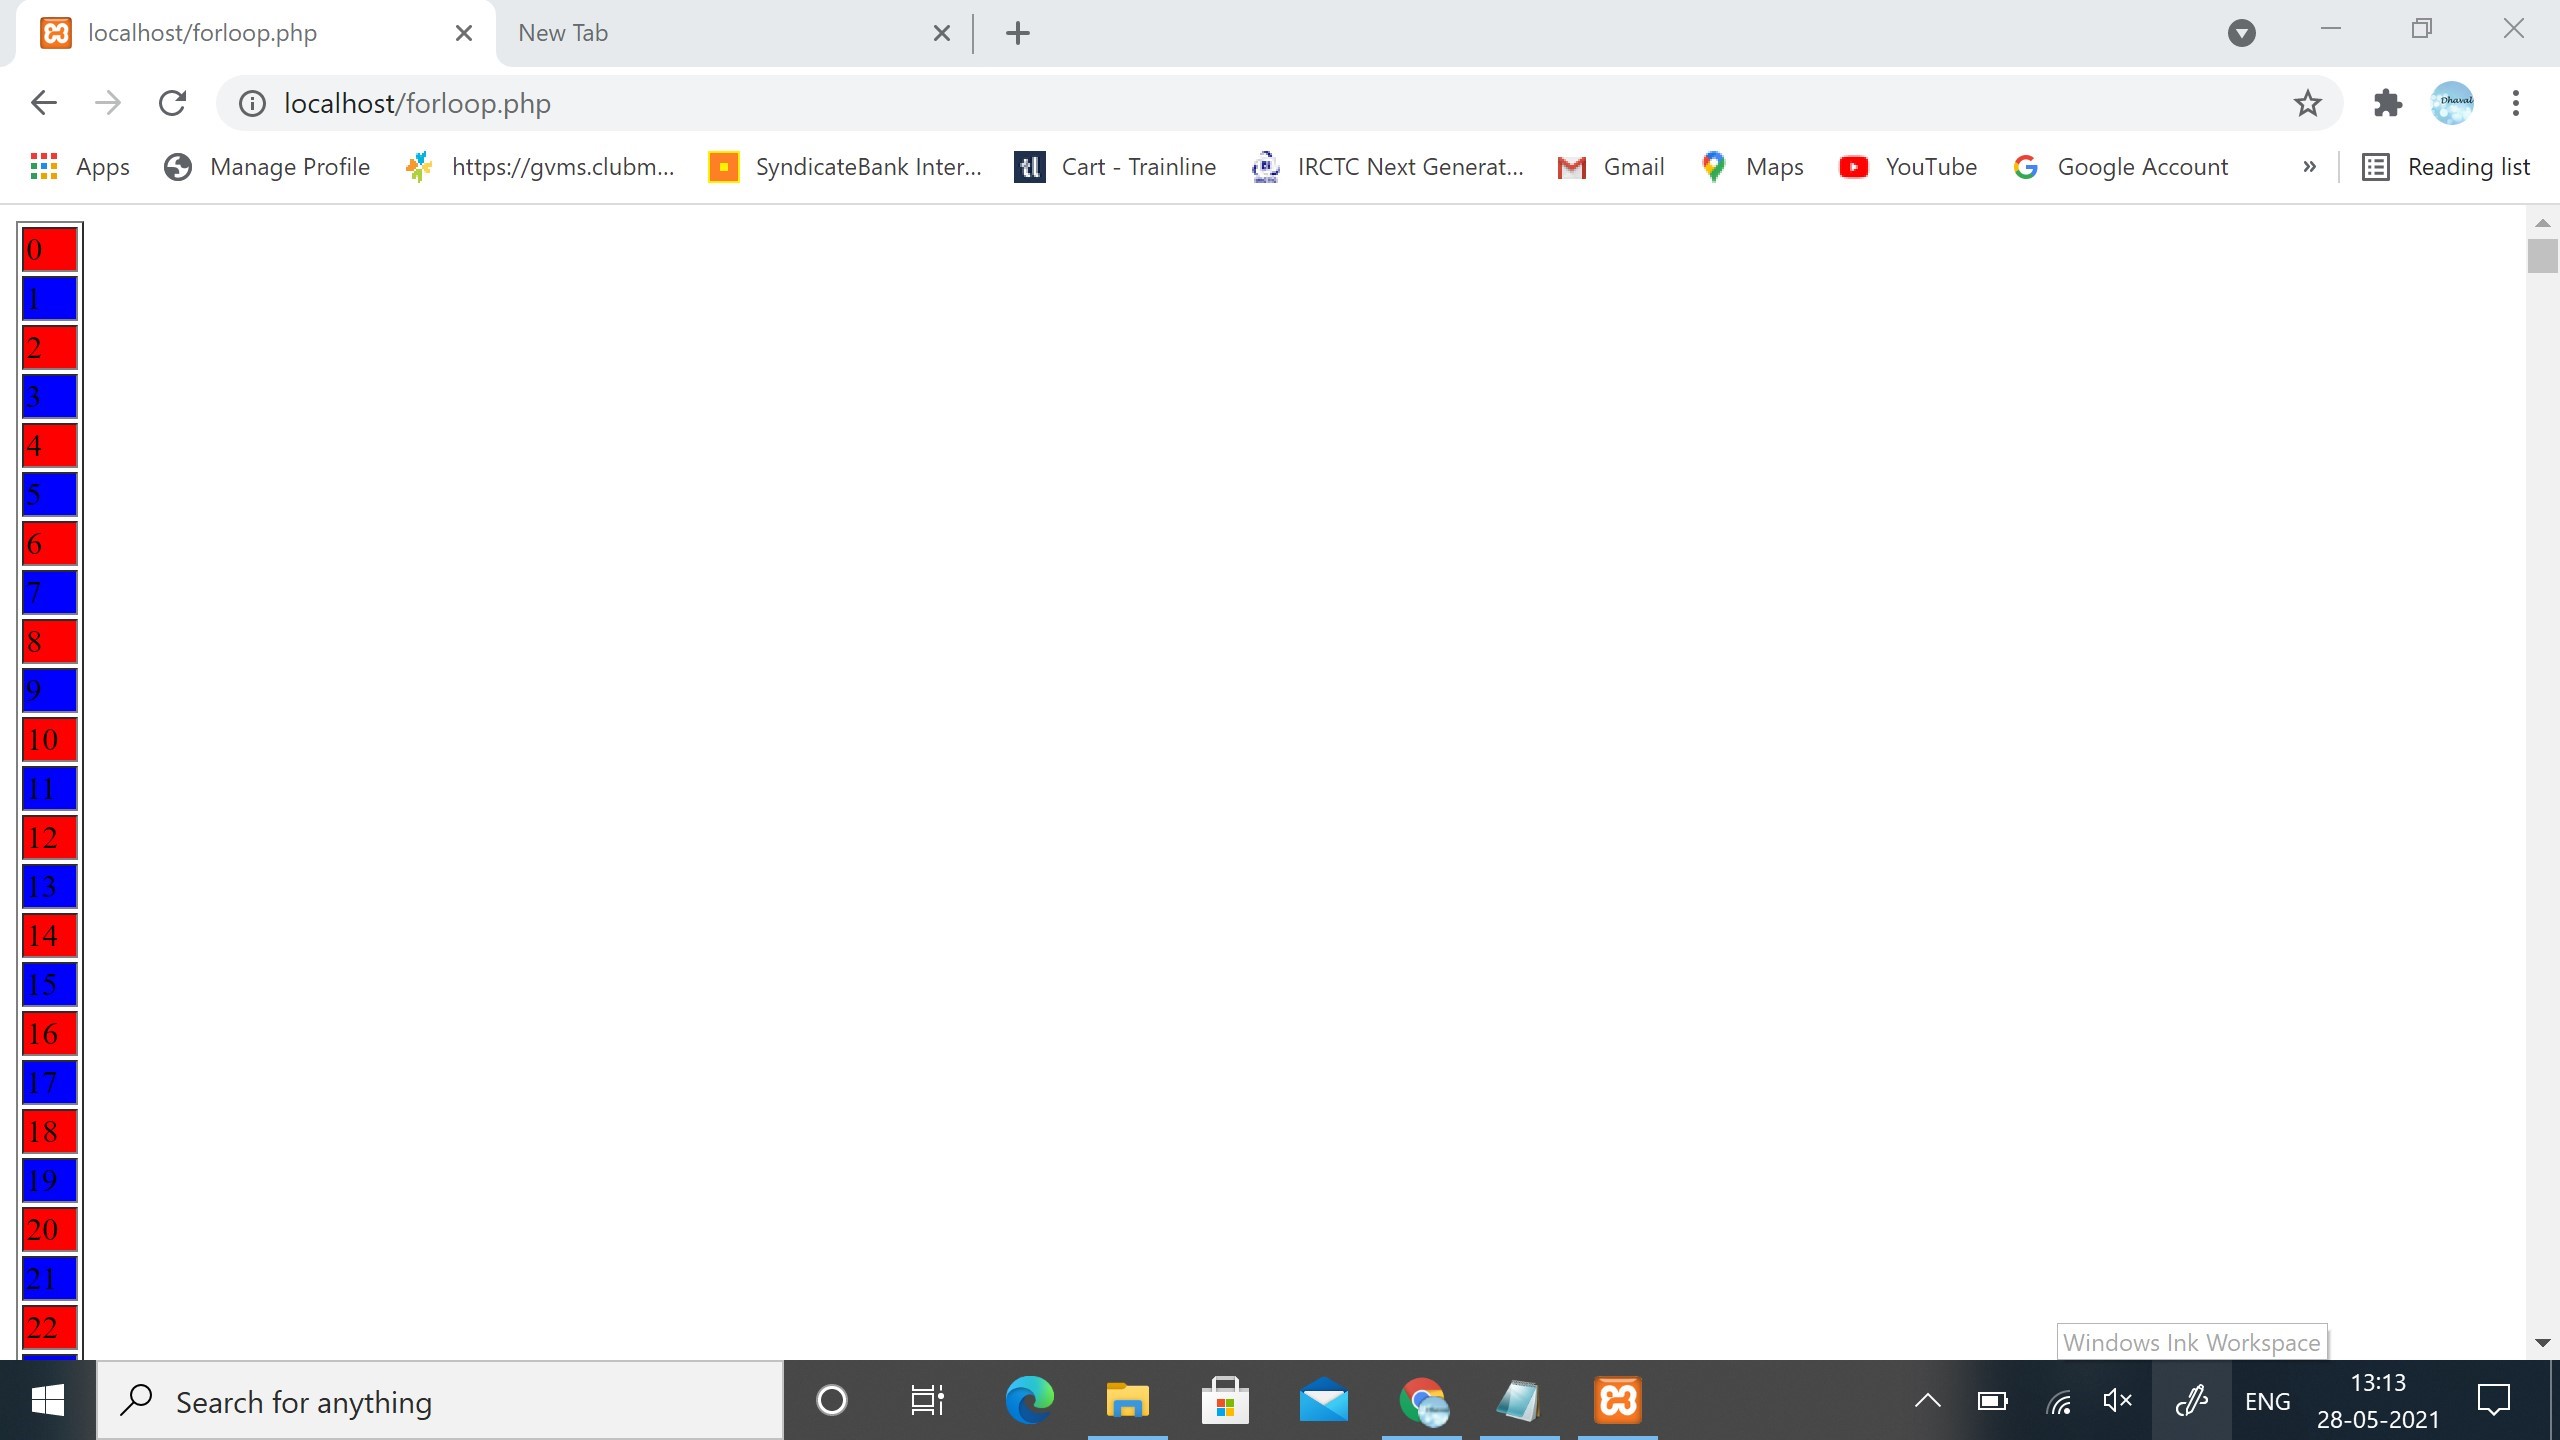 localhost/forloop.php
New Tab
localhost/forloop.php
Dhaval
Apps
Manage Profile
https://gvms.clubm...
SyndicateBank Inter...
tl
Cart - Trainline
IRCTC Next Generat...
Gmail
Maps
YouTube
Google Account
»
Reading list
0
1
2
3
4
5
6
7
8
9
10
11
12
13
14
15
16
17
18
19
20
21
22
Windows Ink Workspace
Search for anything
ENG
13:13
28-05-2021